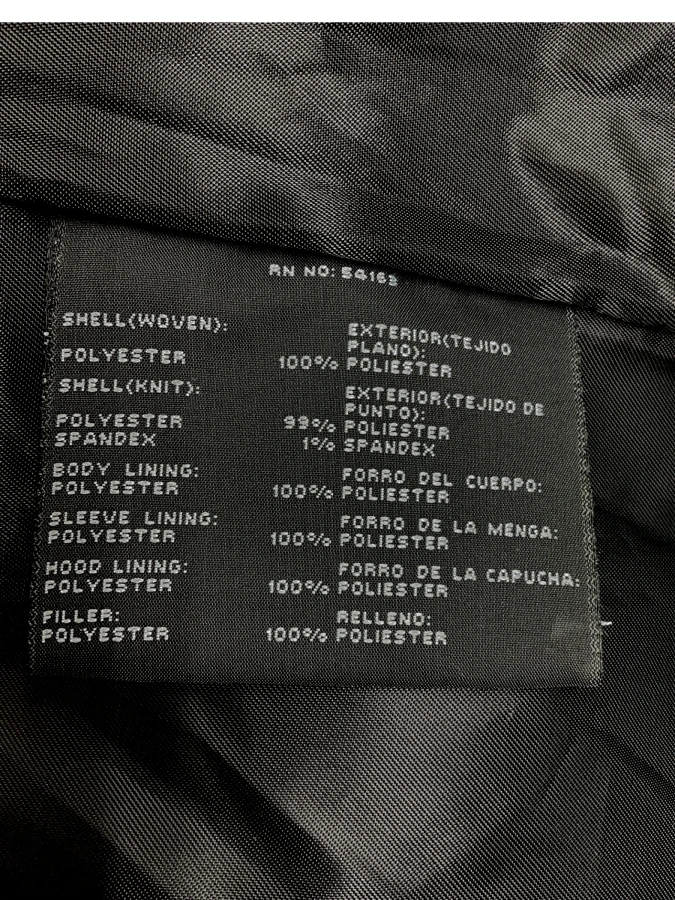 RN NO: 54163
SHELL(WOVEN): EXTERIOR(TEJIDO
PLANO):
POLYESTER 100% POLIESTER
SHELL(KNIT): EXTERIOR(TEJIDO DE
PUNTO):
POLYESTER 99% POLIESTER
SPANDEX 1% SPANDEX
BODY LINING: FORRO DEL CUERPO:
POLYESTER 100% POLIESTER
SLEEVE LINING: FORRO DE LA MENGA:
POLYESTER 100% POLIESTER
HOOD LINING: FORRO DE LA CAPUCHA:
POLYESTER 100% POLIESTER
FILLER: RELLENO:
POLYESTER 100% POLIESTER